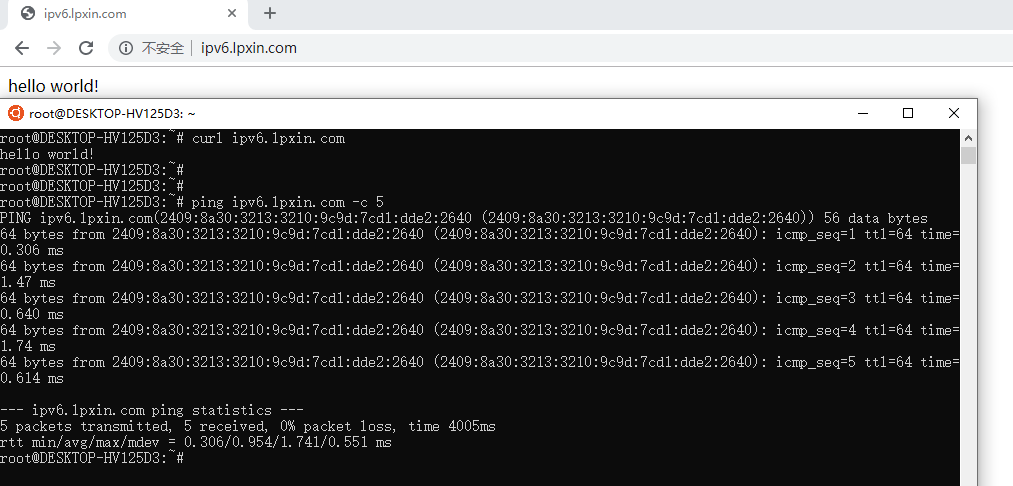 ipv6.lpxin.com
不安全 | ipv6.lpxin.com
hello world!
root@DESKTOP-HV125D3: ~
root@DESKTOP-HV125D3:~# curl ipv6.lpxin.com
hello world!
root@DESKTOP-HV125D3:~#
root@DESKTOP-HV125D3:~#
root@DESKTOP-HV125D3:~# ping ipv6.lpxin.com -c 5
PING ipv6.lpxin.com(2409:8a30:3213:3210:9c9d:7cd1:dde2:2640 (2409:8a30:3213:3210:9c9d:7cd1:dde2:2640)) 56 data bytes
64 bytes from 2409:8a30:3213:3210:9c9d:7cd1:dde2:2640 (2409:8a30:3213:3210:9c9d:7cd1:dde2:2640): icmp_seq=1 ttl=64 time=
0.306 ms
64 bytes from 2409:8a30:3213:3210:9c9d:7cd1:dde2:2640 (2409:8a30:3213:3210:9c9d:7cd1:dde2:2640): icmp_seq=2 ttl=64 time=
1.47 ms
64 bytes from 2409:8a30:3213:3210:9c9d:7cd1:dde2:2640 (2409:8a30:3213:3210:9c9d:7cd1:dde2:2640): icmp_seq=3 ttl=64 time=
0.640 ms
64 bytes from 2409:8a30:3213:3210:9c9d:7cd1:dde2:2640 (2409:8a30:3213:3210:9c9d:7cd1:dde2:2640): icmp_seq=4 ttl=64 time=
1.74 ms
64 bytes from 2409:8a30:3213:3210:9c9d:7cd1:dde2:2640 (2409:8a30:3213:3210:9c9d:7cd1:dde2:2640): icmp_seq=5 ttl=64 time=
0.614 ms
--- ipv6.lpxin.com ping statistics ---
5 packets transmitted, 5 received, 0% packet loss, time 4005ms
rtt min/avg/max/mdev = 0.306/0.954/1.741/0.551 ms
root@DESKTOP-HV125D3:~#